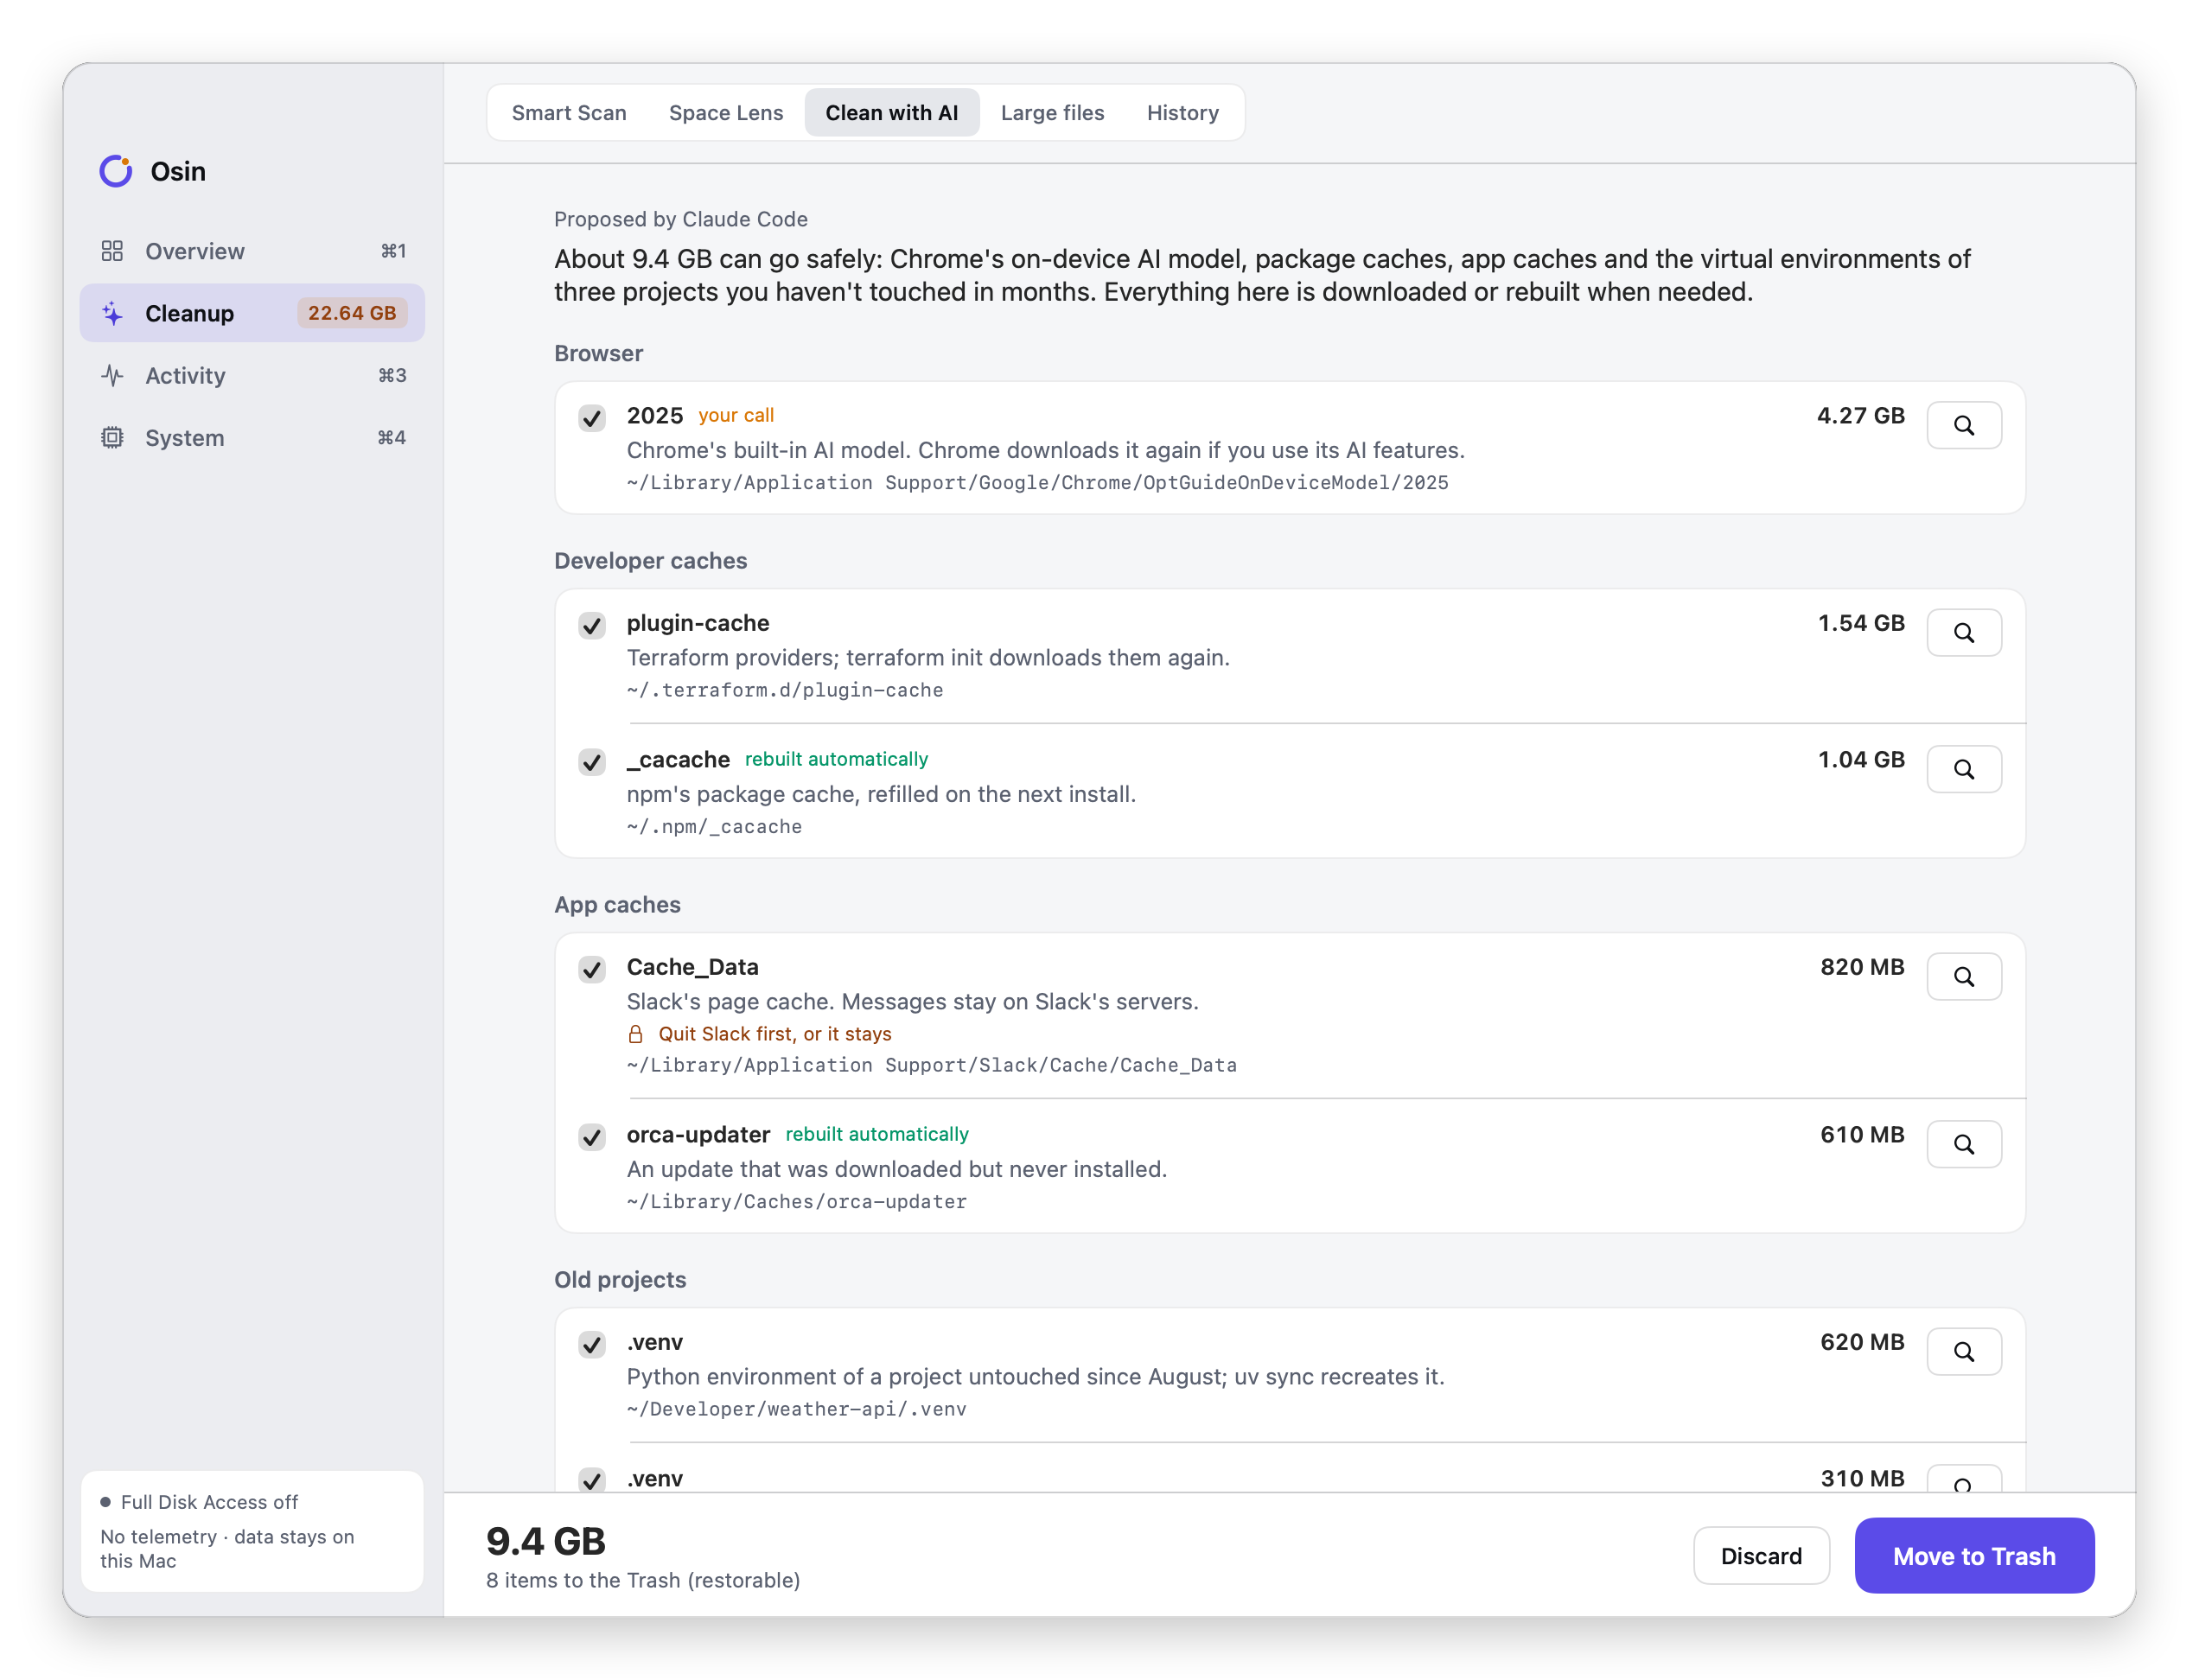 Smart Scan
Space Lens
Clean with AI
Large files
History
Osin
Overview ⌘1
Cleanup 22.64 GB
Activity ⌘3
System ⌘4
Full Disk Access off
No telemetry · data stays on
this Mac
Proposed by Claude Code
About 9.4 GB can go safely: Chrome's on-device AI model, package caches, app caches and the virtual environments of
three projects you haven't touched in months. Everything here is downloaded or rebuilt when needed.
Browser
2025 your call 4.27 GB
Chrome's built-in AI model. Chrome downloads it again if you use its AI features.
~/Library/Application Support/Google/Chrome/OptGuideOnDeviceModel/2025
Developer caches
plugin-cache 1.54 GB
Terraform providers; terraform init downloads them again.
~/.terraform.d/plugin-cache
_cacache rebuilt automatically 1.04 GB
npm's package cache, refilled on the next install.
~/.npm/_cacache
App caches
Cache_Data 820 MB
Slack's page cache. Messages stay on Slack's servers.
Quit Slack first, or it stays
~/Library/Application Support/Slack/Cache/Cache_Data
orca-updater rebuilt automatically 610 MB
An update that was downloaded but never installed.
~/Library/Caches/orca-updater
Old projects
.venv 620 MB
Python environment of a project untouched since August; uv sync recreates it.
~/Developer/weather-api/.venv
.venv 310 MB
9.4 GB
8 items to the Trash (restorable)
Discard
Move to Trash